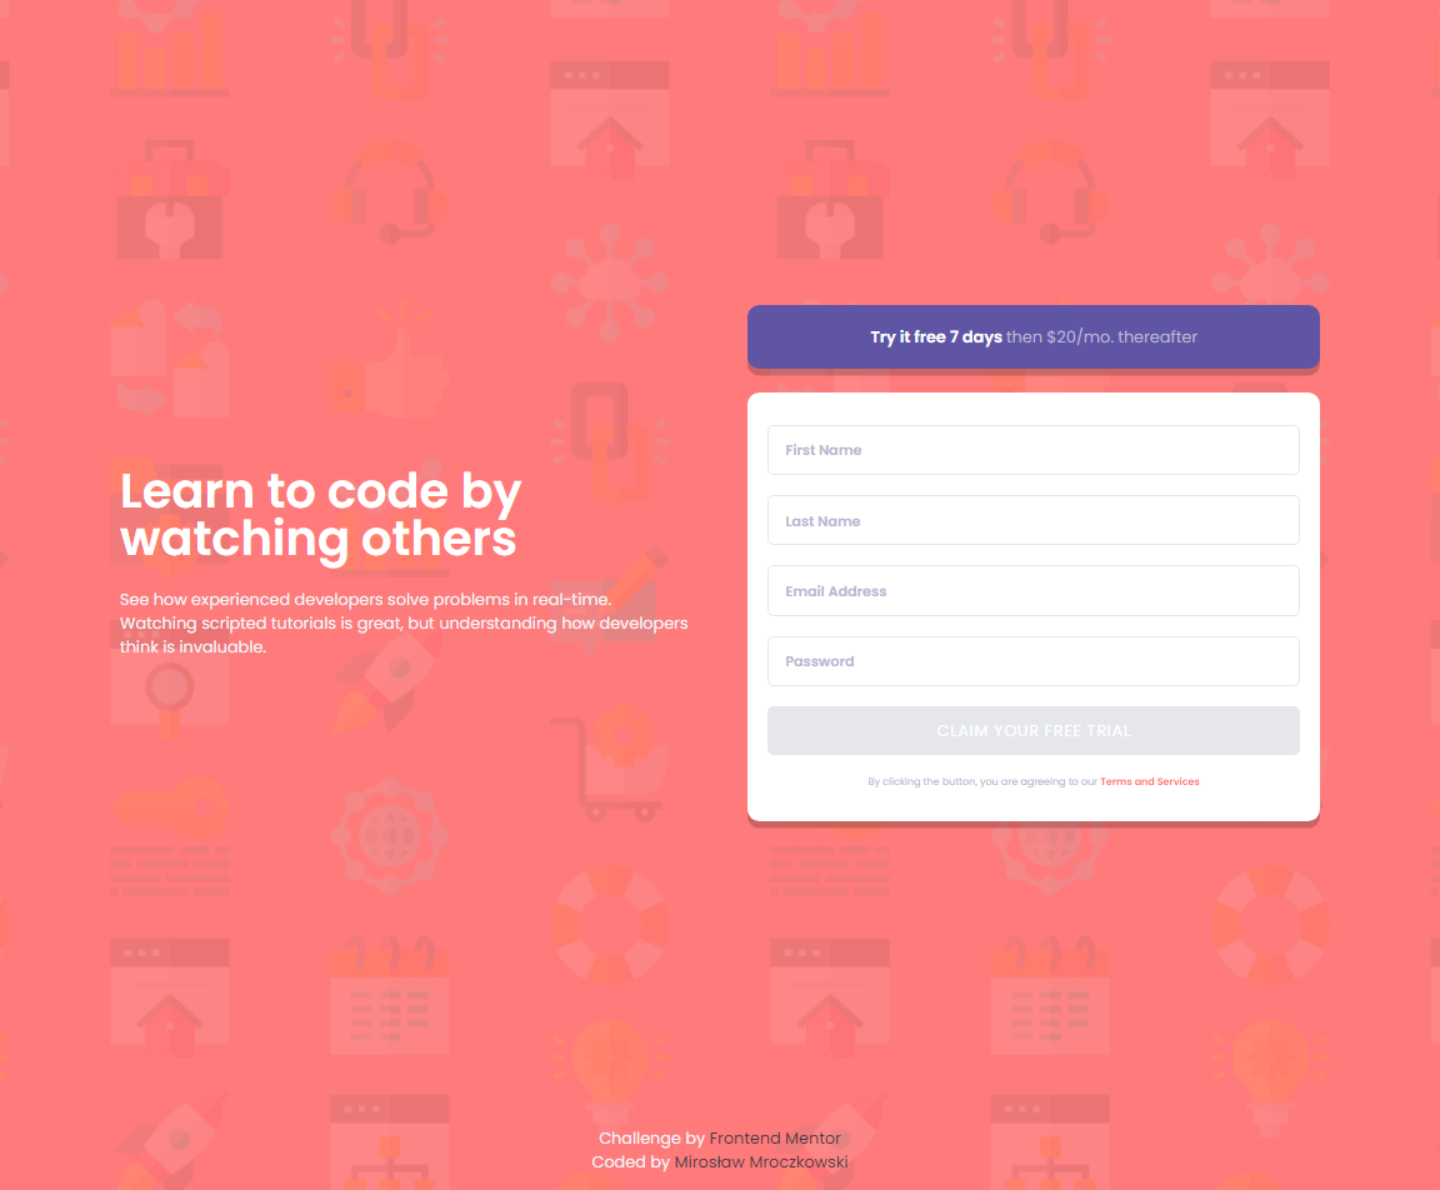 Learn to code by
watching others
See how experienced developers solve problems in real-time.
Watching scripted tutorials is great, but understanding how developers
think is invaluable.
Try it free 7 days then $20/mo. thereafter
First Name
Last Name
Email Address
Password
CLAIM YOUR FREE TRIAL
By clicking the button, you are agreeing to our Terms and Services
Challenge by Frontend Mentor
Coded by Mirosław Mroczkowski